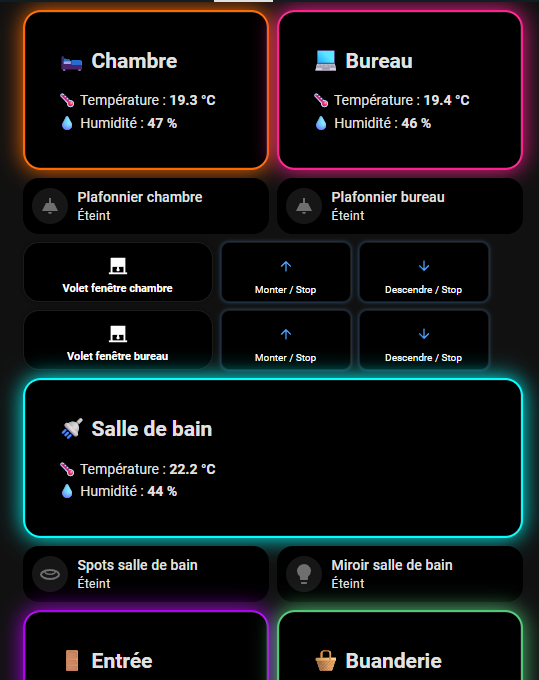 Chambre
Température : 19.3 °C
Humidité : 47 %
Bureau
Température : 19.4 °C
Humidité : 46 %
Plafonnier chambre
Éteint
Plafonnier bureau
Éteint
Volet fenêtre chambre
Monter / Stop
Descendre / Stop
Volet fenêtre bureau
Monter / Stop
Descendre / Stop
Salle de bain
Température : 22.2 °C
Humidité : 44 %
Spots salle de bain
Éteint
Miroir salle de bain
Éteint
Entrée
Buanderie